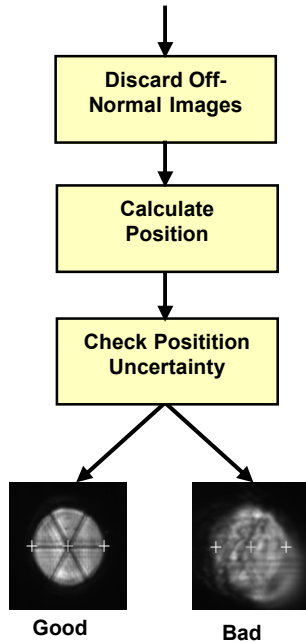 Discard Off-
Normal Images
Calculate
Position
Check Positition
Uncertainty
Good
Bad